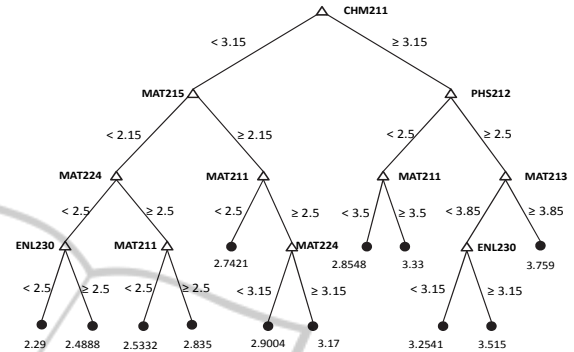 CHM211
< 3.15 ≥ 3.15
MAT215 PHS212
< 2.15 ≥ 2.15 < 2.5 ≥ 2.5
MAT224 MAT211 MAT211 MAT213
< 2.5 ≥ 2.5 < 2.5 ≥ 2.5 < 3.5 ≥ 3.5 < 3.85 ≥ 3.85
ENL230 MAT211 MAT224 ENL230
2.7421 2.8548 3.33 3.759
< 2.5 ≥ 2.5 < 2.5 ≥ 2.5 < 3.15 ≥ 3.15 < 3.15 ≥ 3.15
2.29 2.4888 2.5332 2.835 2.9004 3.17 3.2541 3.515